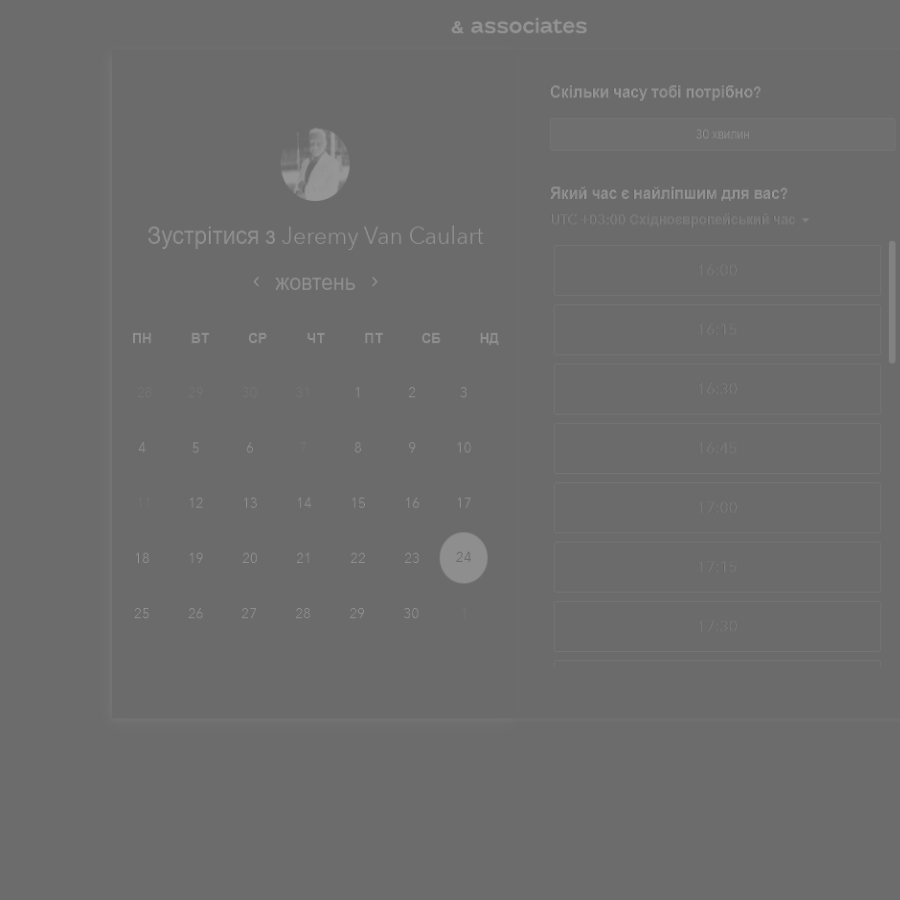 & associates
Зустрітися з Jeremy Van Caulart
жовтень
ПН ВТ СР ЧТ ПТ СБ НД
28 29 30 31 1 2 3
4 5 6 7 8 9 10
11 12 13 14 15 16 17
18 19 20 21 22 23 24
25 26 27 28 29 30 1
Скільки часу тобі потрібно?
30 хвилин
Який час є найліпшим для вас?
UTC +03:00 Східноєвропейський час
16:00
16:15
16:30
16:45
17:00
17:15
17:30